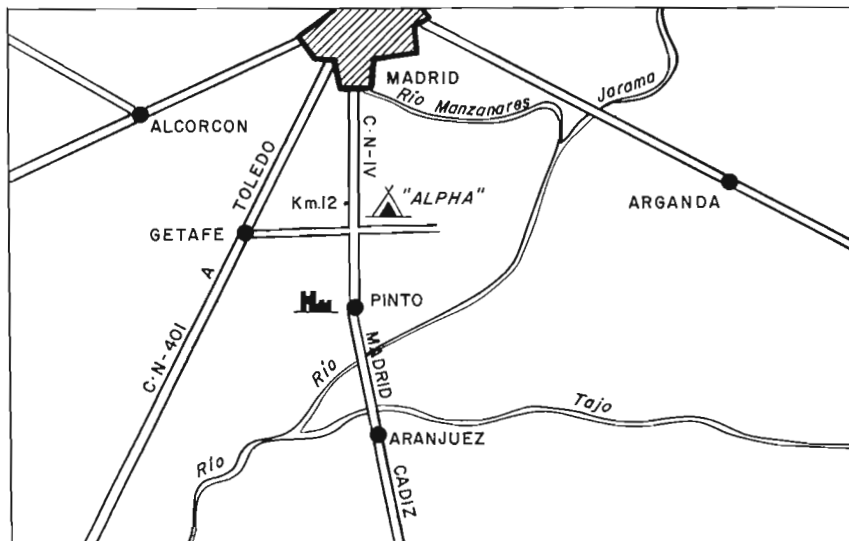 MADRID
Río Manzanares
Jarama
ALCORCON
C·N-IV
TOLEDO
Km.12
"ALPHA"
ARGANDA
GETAFE
A
PINTO
C·N-401
MADRID
Río
Tajo
ARANJUEZ
Río
CADIZ